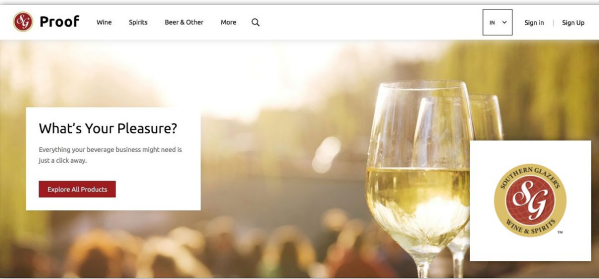 SG Proof Wine Spirits Beer & Other More IN Sign in Sign Up
What's Your Pleasure?
Everything your beverage business might need is
just a click away.
Explore All Products
SOUTHERN GLAZER'S
SG
WINE & SPIRITS
TM